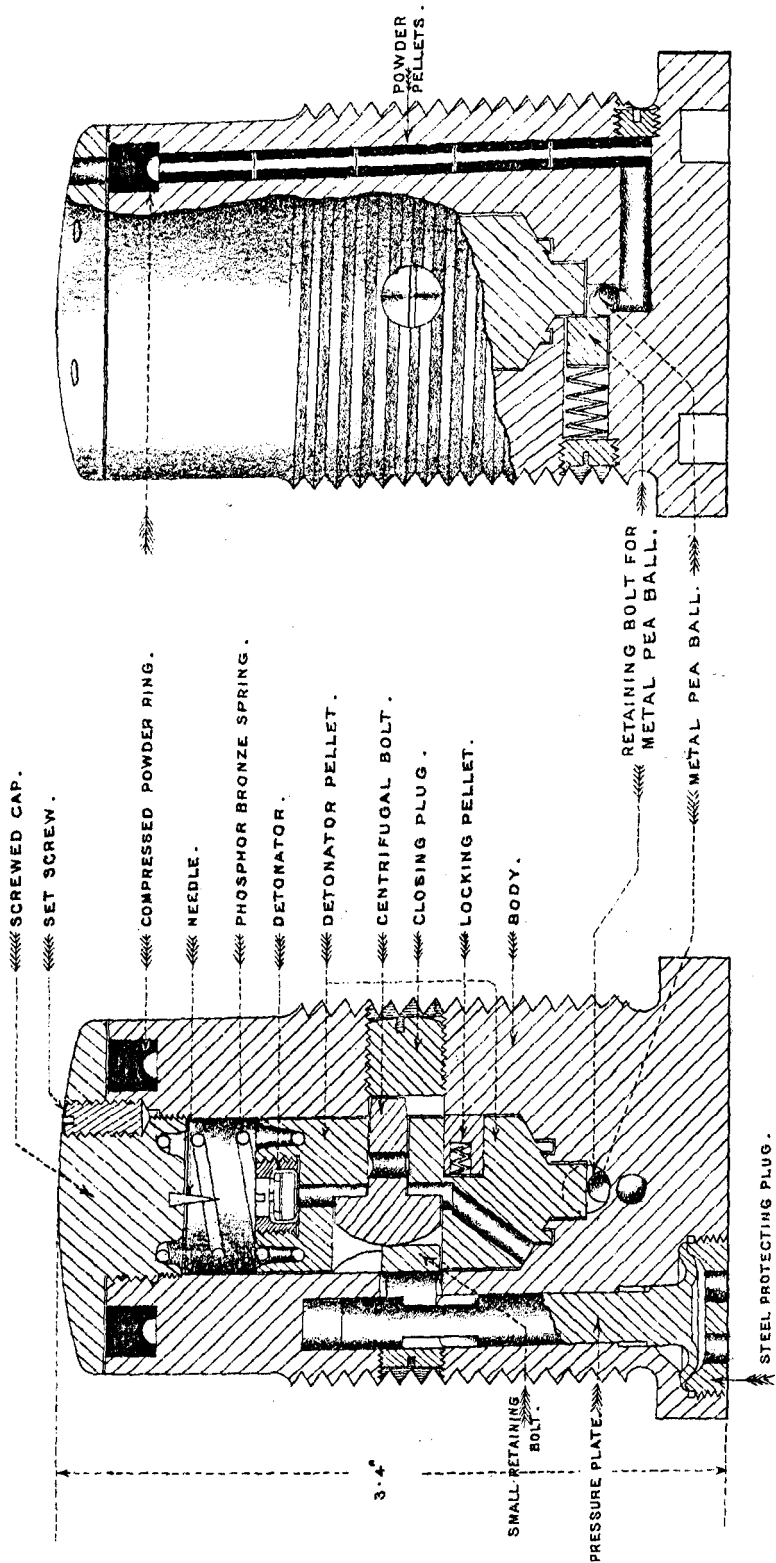 SCREWED CAP.
SET SCREW.
COMPRESSED POWDER RING.
NEEDLE.
PHOSPHOR BRONZE SPRING.
DETONATOR.
DETONATOR PELLET.
CENTRIFUGAL BOLT.
CLOSING PLUG.
LOCKING PELLET.
BODY.
RETAINING BOLT FOR
METAL PEA BALL.
METAL PEA BALL.
POWDER
PELLETS.
3·4"
SMALL RETAINING
BOLT.
PRESSURE PLATE.
STEEL PROTECTING PLUG.